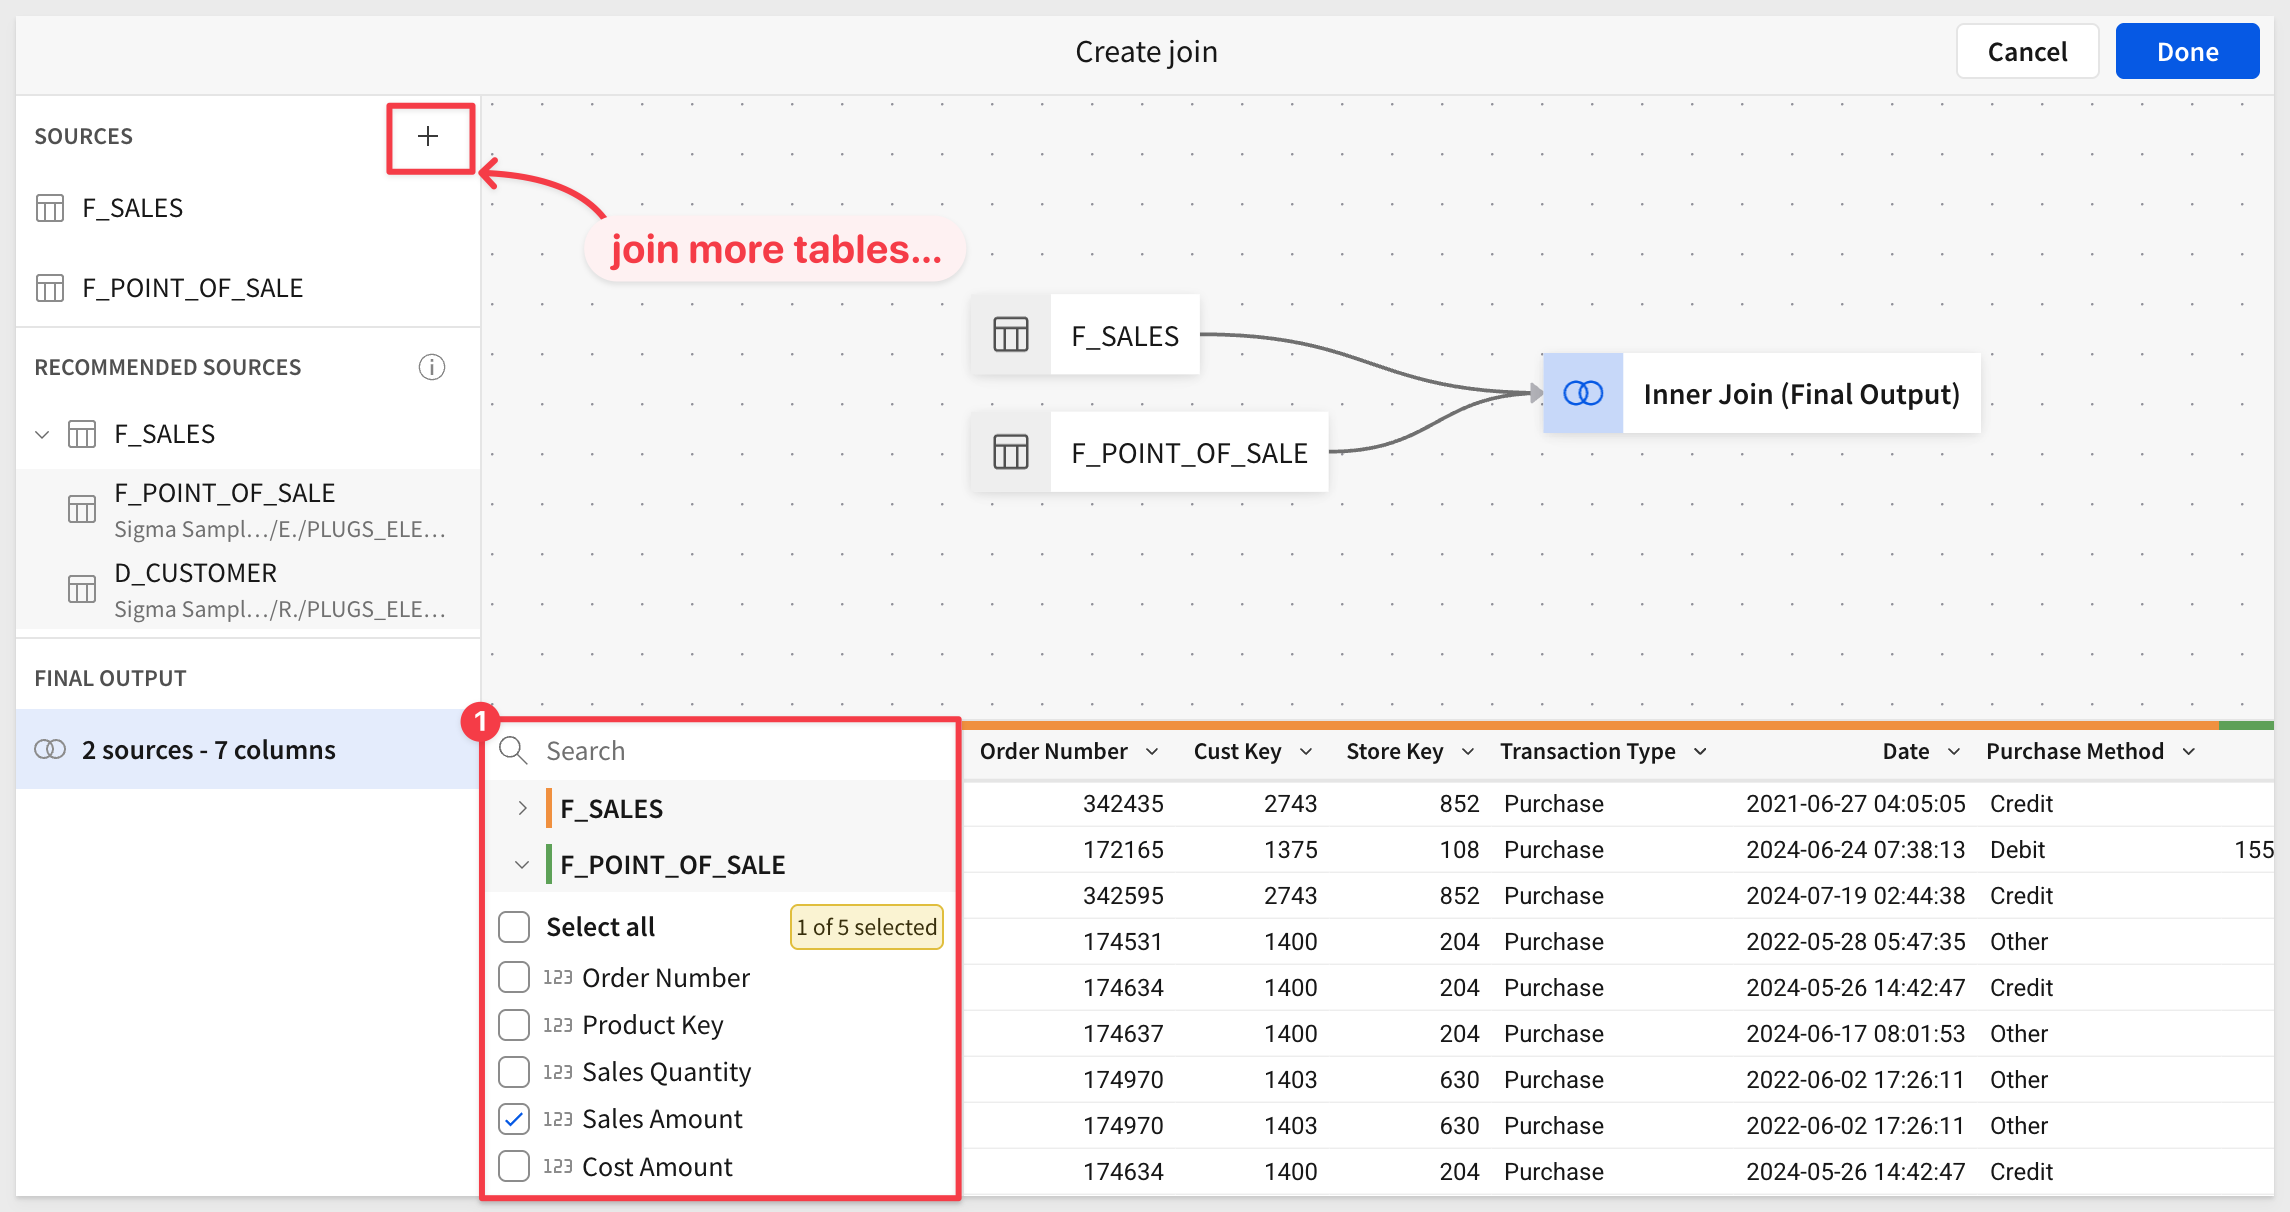 Create join
Cancel
Done
SOURCES
F_SALES
F_POINT_OF_SALE
RECOMMENDED SOURCES
F_SALES
F_POINT_OF_SALE
Sigma Sampl.../E./PLUGS_ELE...
D_CUSTOMER
Sigma Sampl.../R./PLUGS_ELE...
FINAL OUTPUT
2 sources - 7 columns
join more tables...
F_SALES
F_POINT_OF_SALE
Inner Join (Final Output)
1
Search
F_SALES
F_POINT_OF_SALE
Select all 1 of 5 selected
123 Order Number
123 Product Key
123 Sales Quantity
123 Sales Amount
123 Cost Amount
Order Number Cust Key Store Key Transaction Type Date Purchase Method
342435 2743 852 Purchase 2021-06-27 04:05:05 Credit
172165 1375 108 Purchase 2024-06-24 07:38:13 Debit 155
342595 2743 852 Purchase 2024-07-19 02:44:38 Credit
174531 1400 204 Purchase 2022-05-28 05:47:35 Other
174634 1400 204 Purchase 2024-05-26 14:42:47 Credit
174637 1400 204 Purchase 2024-06-17 08:01:53 Other
174970 1403 630 Purchase 2022-06-02 17:26:11 Other
174970 1403 630 Purchase 2022-06-02 17:26:11 Other
174634 1400 204 Purchase 2024-05-26 14:42:47 Credit